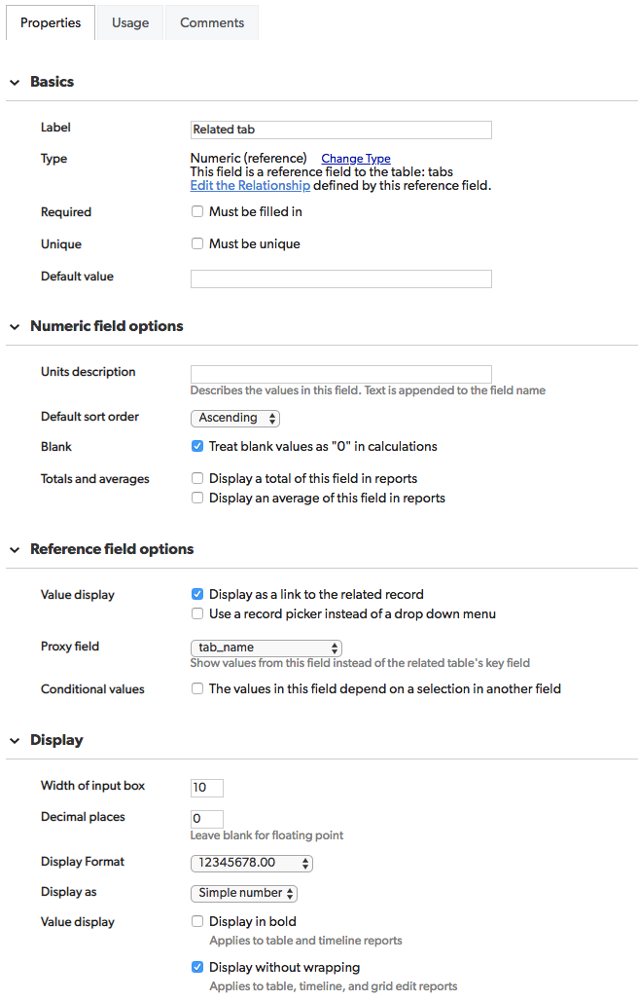 Properties Usage Comments
Basics
Label Related tab
Type Numeric (reference) Change Type
This field is a reference field to the table: tabs
Edit the Relationship defined by this reference field.
Required Must be filled in
Unique Must be unique
Default value
Numeric field options
Units description
Describes the values in this field. Text is appended to the field name
Default sort order Ascending
Blank Treat blank values as "0" in calculations
Totals and averages Display a total of this field in reports
Display an average of this field in reports
Reference field options
Value display Display as a link to the related record
Use a record picker instead of a drop down menu
Proxy field tab_name
Show values from this field instead of the related table's key field
Conditional values The values in this field depend on a selection in another field
Display
Width of input box 10
Decimal places 0
Leave blank for floating point
Display Format 12345678.00
Display as Simple number
Value display Display in bold
Applies to table and timeline reports
Display without wrapping
Applies to table, timeline, and grid edit reports